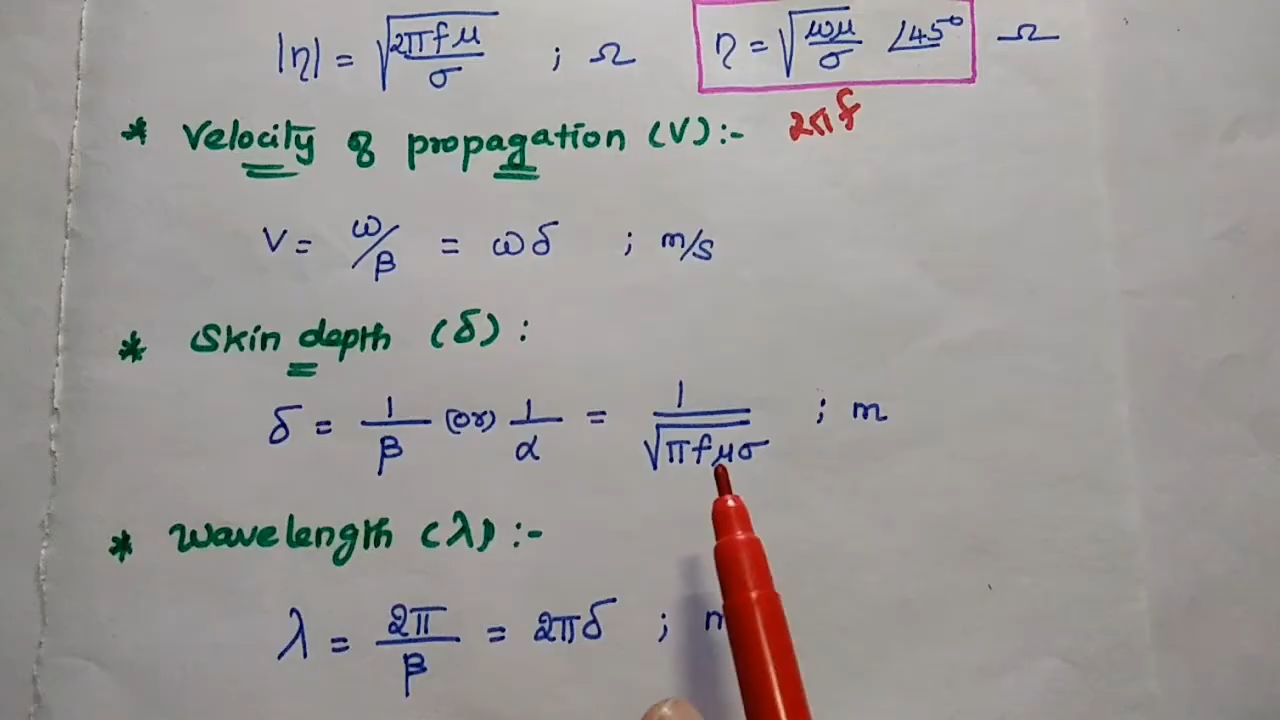 |η| = √(2πfμ/σ) ; Ω η = √(ωμ/σ) ∠45° Ω
2πf
* Velocity of propagation (V):-
V = ω/β = ωδ ; m/s
* Skin depth (δ) :
δ = 1/β (or) 1/α = 1/√(πfμσ) ; m
* Wavelength (λ) :-
λ = 2π/β = 2πδ ; m